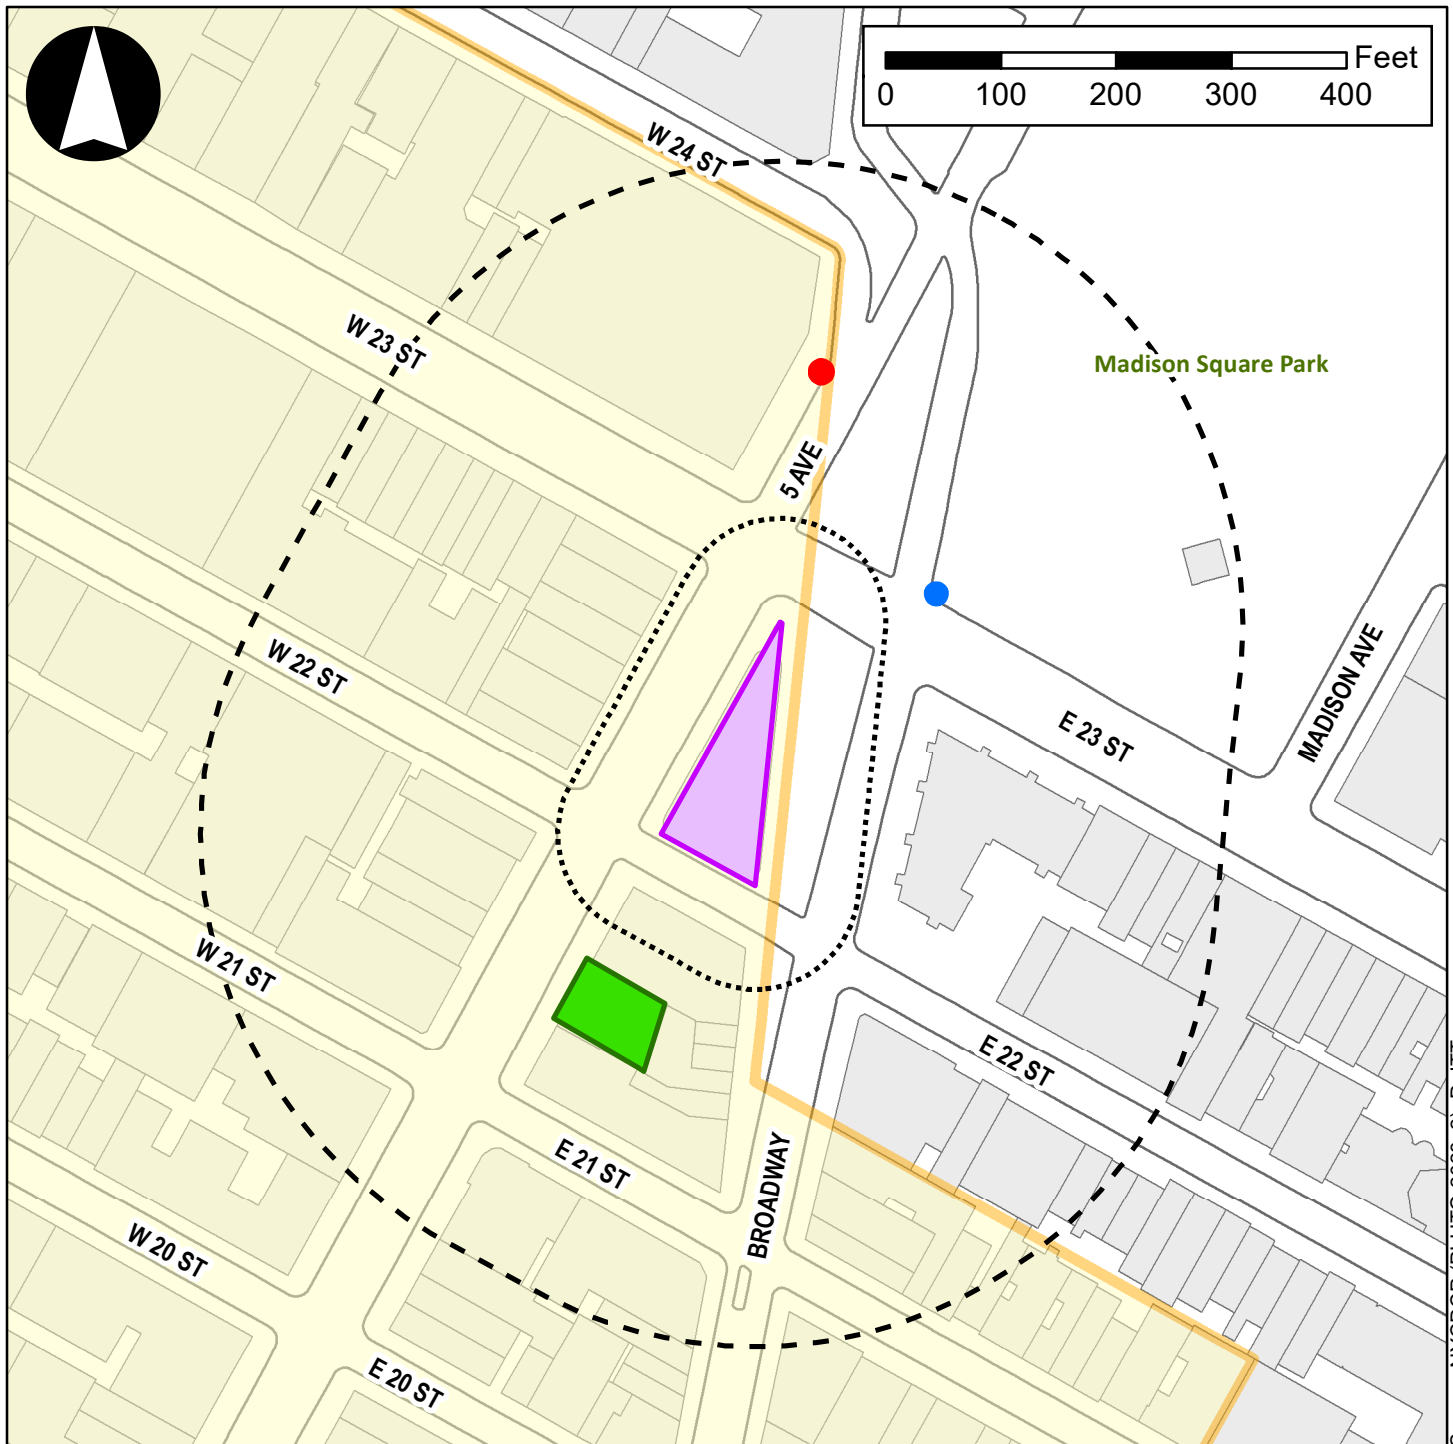 Feet
0 100 200 300 400
W 24 ST
W 23 ST
Madison Square Park
5 AVE
W 22 ST
MADISON AVE
E 23 ST
W 21 ST
E 22 ST
E 21 ST
BROADWAY
W 20 ST
E 20 ST